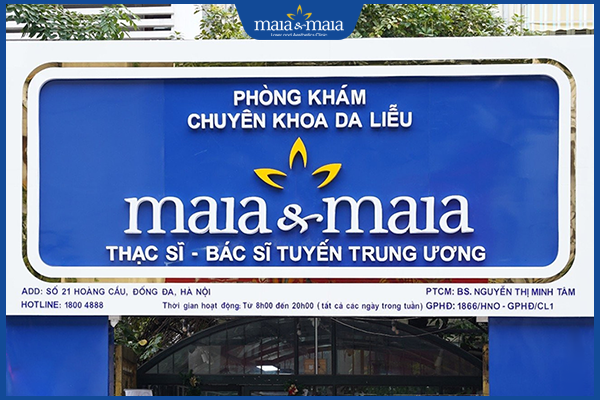 maia&maia
Laser and Aesthetics Clinic
PHÒNG KHÁM
CHUYÊN KHOA DA LIỄU
maia&maia
THẠC SĨ - BÁC SĨ TUYẾN TRUNG ƯƠNG
ADD: SỐ 21 HOÀNG CẦU, ĐỐNG ĐA, HÀ NỘI PTCM: BS. NGUYỄN THỊ MINH TÂM
HOTLINE: 1800 4888 Thời gian hoạt động: Từ 8h00 đến 20h00 ( tất cả các ngày trong tuần) GPHĐ: 1866/HNO - GPHĐ/CL1